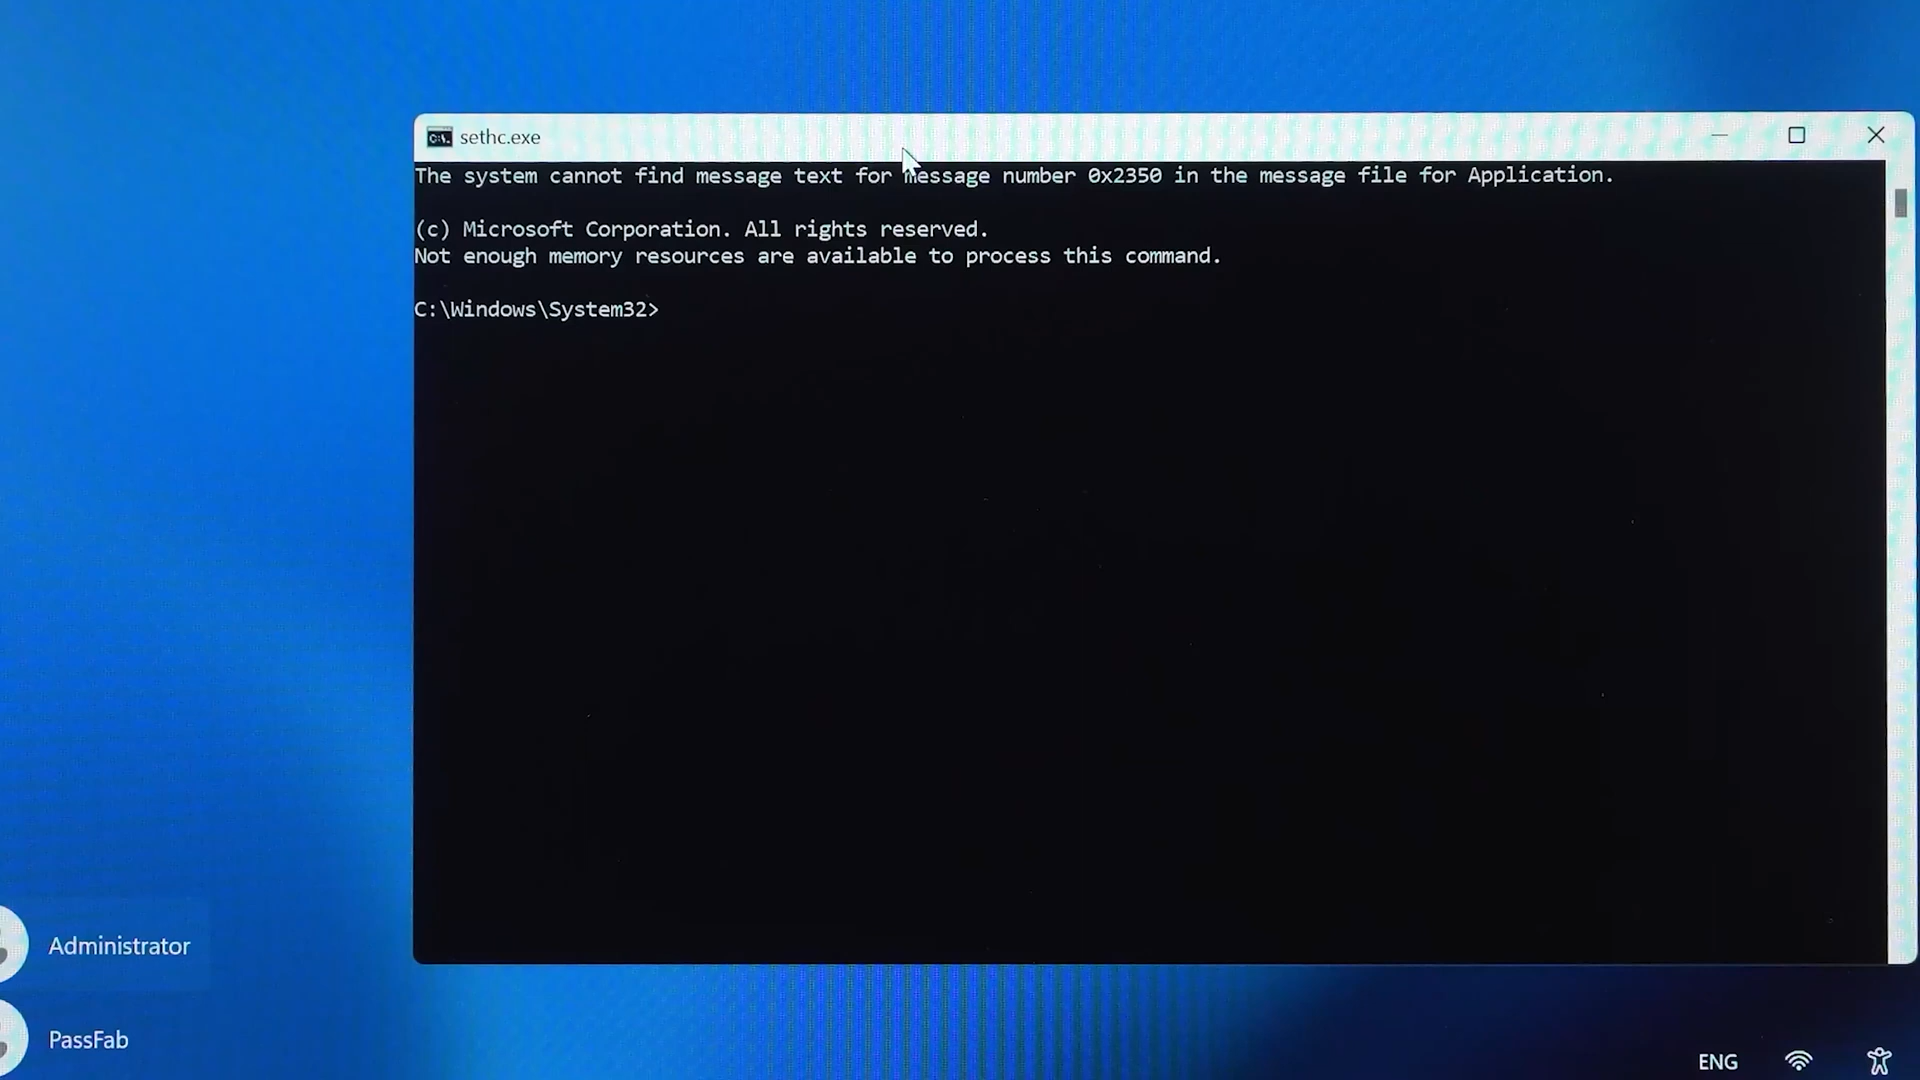 sethc.exe
The system cannot find message text for message number 0x2350 in the message file for Application.
(c) Microsoft Corporation. All rights reserved.
Not enough memory resources are available to process this command.
C:\Windows\System32>
Administrator
PassFab
ENG